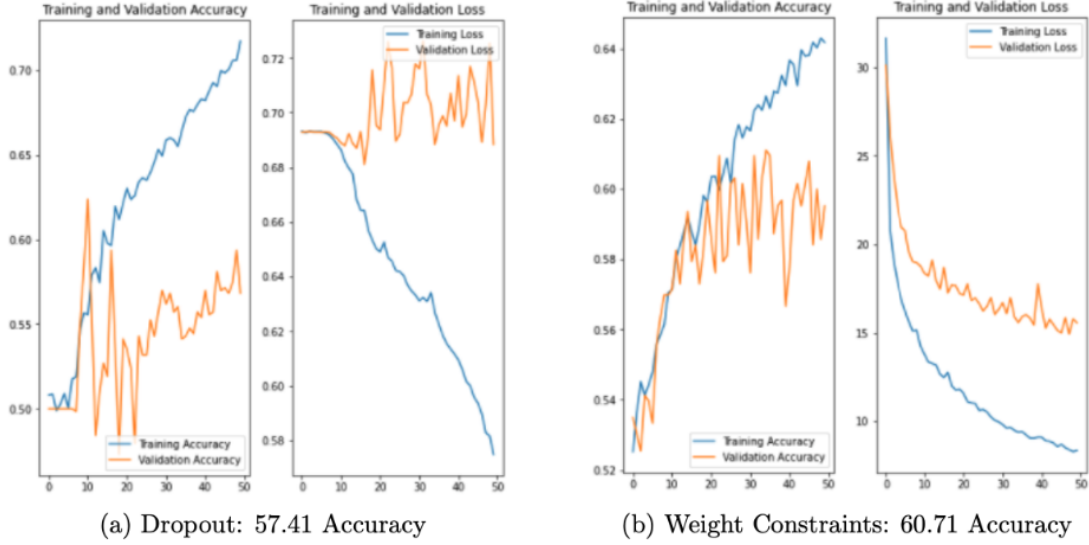 Training and Validation Accuracy
0.70
0.65
0.60
0.55
0.50
Training Accuracy
Validation Accuracy
0 10 20 30 40 50
Training and Validation Loss
Training Loss
Validation Loss
0.72
0.70
0.68
0.66
0.64
0.62
0.60
0.58
0 10 20 30 40 50
(a) Dropout: 57.41 Accuracy
Training and Validation Accuracy
0.64
0.62
0.60
0.58
0.56
0.54
0.52
Training Accuracy
Validation Accuracy
0 10 20 30 40 50
Training and Validation Loss
Training Loss
Validation Loss
30
25
20
15
10
0 10 20 30 40 50
(b) Weight Constraints: 60.71 Accuracy